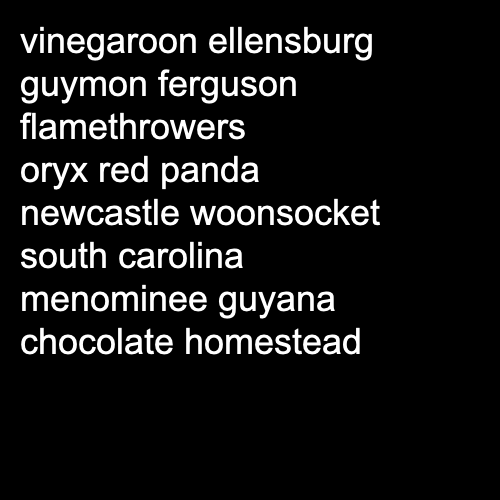 vinegaroon ellensburg
guymon ferguson
flamethrowers
oryx red panda
newcastle woonsocket
south carolina
menominee guyana
chocolate homestead